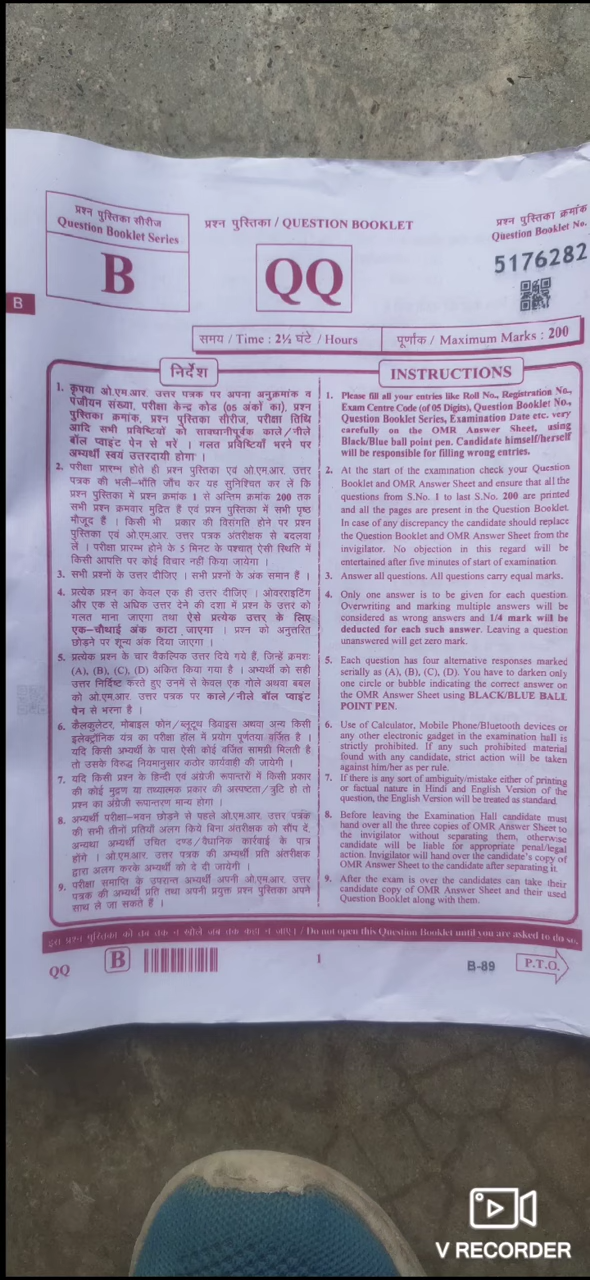 प्रश्न पुस्तिका सीरीज
Question Booklet Series
B
प्रश्न पुस्तिका / QUESTION BOOKLET
QQ
प्रश्न पुस्तिका क्रमांक
Question Booklet No.
5176282
B
समय / Time : 2½ घंटे / Hours
पूर्णांक / Maximum Marks : 200
निर्देश
1. कृपया ओ.एम.आर. उत्तर पत्रक पर अपना अनुक्रमांक व
पंजीयन संख्या, परीक्षा केन्द्र कोड (05 अंकों का), प्रश्न
पुस्तिका क्रमांक, प्रश्न पुस्तिका सीरीज, परीक्षा तिथि
आदि सभी प्रविष्टियों को सावधानीपूर्वक काले/नीले
बॉल प्वाइंट पेन से भरें । गलत प्रविष्टियाँ भरने पर
अभ्यर्थी स्वयं उत्तरदायी होगा ।
2. परीक्षा प्रारम्भ होते ही प्रश्न पुस्तिका एवं ओ.एम.आर. उत्तर
पत्रक की भली-भाँति जाँच कर यह सुनिश्चित कर लें कि
प्रश्न पुस्तिका में प्रश्न क्रमांक 1 से अन्तिम क्रमांक 200 तक
सभी प्रश्न क्रमवार मुद्रित है एवं प्रश्न पुस्तिका में सभी पृष्ठ
मौजूद हैं । किसी भी प्रकार की विसंगति होने पर प्रश्न
पुस्तिका एवं ओ.एम.आर. उत्तर पत्रक अंतरीक्षक से बदलवा
लें । परीक्षा प्रारम्भ होने के 5 मिनट के पश्चात् ऐसी स्थिति में
किसी आपत्ति पर कोई विचार नहीं किया जायेगा ।
3. सभी प्रश्नों के उत्तर दीजिए । सभी प्रश्नों के अंक समान हैं ।
4. प्रत्येक प्रश्न का केवल एक ही उत्तर दीजिए । ओवरराइटिंग
और एक से अधिक उत्तर देने की दशा में प्रश्न के उत्तर को
गलत माना जाएगा तथा ऐसे प्रत्येक उत्तर के लिए
एक-चौथाई अंक काटा जाएगा । प्रश्न को अनुत्तरित
छोड़ने पर शून्य अंक दिया जाएगा ।
5. प्रत्येक प्रश्न के चार वैकल्पिक उत्तर दिये गये हैं, जिन्हें क्रमशः
(A), (B), (C), (D) अंकित किया गया है । अभ्यर्थी को सही
उत्तर निर्दिष्ट करते हुए उनमें से केवल एक गोले अथवा बबल
को ओ.एम.आर. उत्तर पत्रक पर काले/नीले बॉल प्वाइंट
पेन से भरना है ।
6. कैलकुलेटर, मोबाइल फोन/ब्लूटूथ डिवाइस अथवा अन्य किसी
इलेक्ट्रॉनिक यंत्र का परीक्षा हॉल में प्रयोग पूर्णतया वर्जित है ।
यदि किसी अभ्यर्थी के पास ऐसी कोई वर्जित सामग्री मिलती है
तो उसके विरुद्ध नियमानुसार कठोर कार्यवाही की जायेगी ।
7. यदि किसी प्रश्न के हिन्दी एवं अंग्रेजी रूपान्तरों में किसी प्रकार
की कोई मुद्रण या तथ्यात्मक प्रकार की अस्पष्टता/त्रुटि हो तो
प्रश्न का अंग्रेजी रूपान्तरण मान्य होगा ।
8. अभ्यर्थी परीक्षा-भवन छोड़ने से पहले ओ.एम.आर. उत्तर पत्रक
की सभी तीनों प्रतियाँ अलग किये बिना अंतरीक्षक को सौंप दें,
अन्यथा अभ्यर्थी उचित दण्ड/वैधानिक कार्रवाई के पात्र
होंगे । ओ.एम.आर. उत्तर पत्रक की अभ्यर्थी प्रति अंतरीक्षक
द्वारा अलग करके अभ्यर्थी को दे दी जायेगी ।
9. परीक्षा समाप्ति के उपरान्त अभ्यर्थी अपनी ओ.एम.आर. उत्तर
पत्रक की अभ्यर्थी प्रति तथा अपनी प्रयुक्त प्रश्न पुस्तिका अपने
साथ ले जा सकते हैं ।
INSTRUCTIONS
1. Please fill all your entries like Roll No., Registration No.,
Exam Centre Code (of 05 Digits), Question Booklet No.,
Question Booklet Series, Examination Date etc. very
carefully on the OMR Answer Sheet, using
Black/Blue ball point pen. Candidate himself/herself
will be responsible for filling wrong entries.
2. At the start of the examination check your Question
Booklet and OMR Answer Sheet and ensure that all the
questions from S.No. 1 to last S.No. 200 are printed
and all the pages are present in the Question Booklet.
In case of any discrepancy the candidate should replace
the Question Booklet and OMR Answer Sheet from the
invigilator. No objection in this regard will be
entertained after five minutes of start of examination
3. Answer all questions. All questions carry equal marks.
4. Only one answer is to be given for each question.
Overwriting and marking multiple answers will be
considered as wrong answers and 1/4 mark will be
deducted for each such answer. Leaving a question
unanswered will get zero mark.
5. Each question has four alternative responses marked
serially as (A), (B), (C), (D). You have to darken only
one circle or bubble indicating the correct answer on
the OMR Answer Sheet using BLACK/BLUE BALL
POINT PEN.
6. Use of Calculator, Mobile Phone/Bluetooth devices or
any other electronic gadget in the examination hall is
strictly prohibited. If any such prohibited material
found with any candidate, strict action will be taken
against him/her as per rule.
7. If there is any sort of ambiguity/mistake either of printing
or factual nature in Hindi and English Version of the
question, the English Version will be treated as standard.
8. Before leaving the Examination Hall candidate must
hand over all the three copies of OMR Answer Sheet to
the invigilator without separating them, otherwise
candidate will be liable for appropriate penal/legal
action. Invigilator will hand over the candidate's copy of
OMR Answer Sheet to the candidate after separating it.
9. After the exam is over the candidates can take their
candidate copy of OMR Answer Sheet and their used
Question Booklet along with them.
इस प्रश्न पुस्तिका को तब तक न खोलें जब तक कहा न जाए। / Do not open this Question Booklet until you are asked to do so.
QQ
B
1
B-89
P.T.O.
V RECORDER